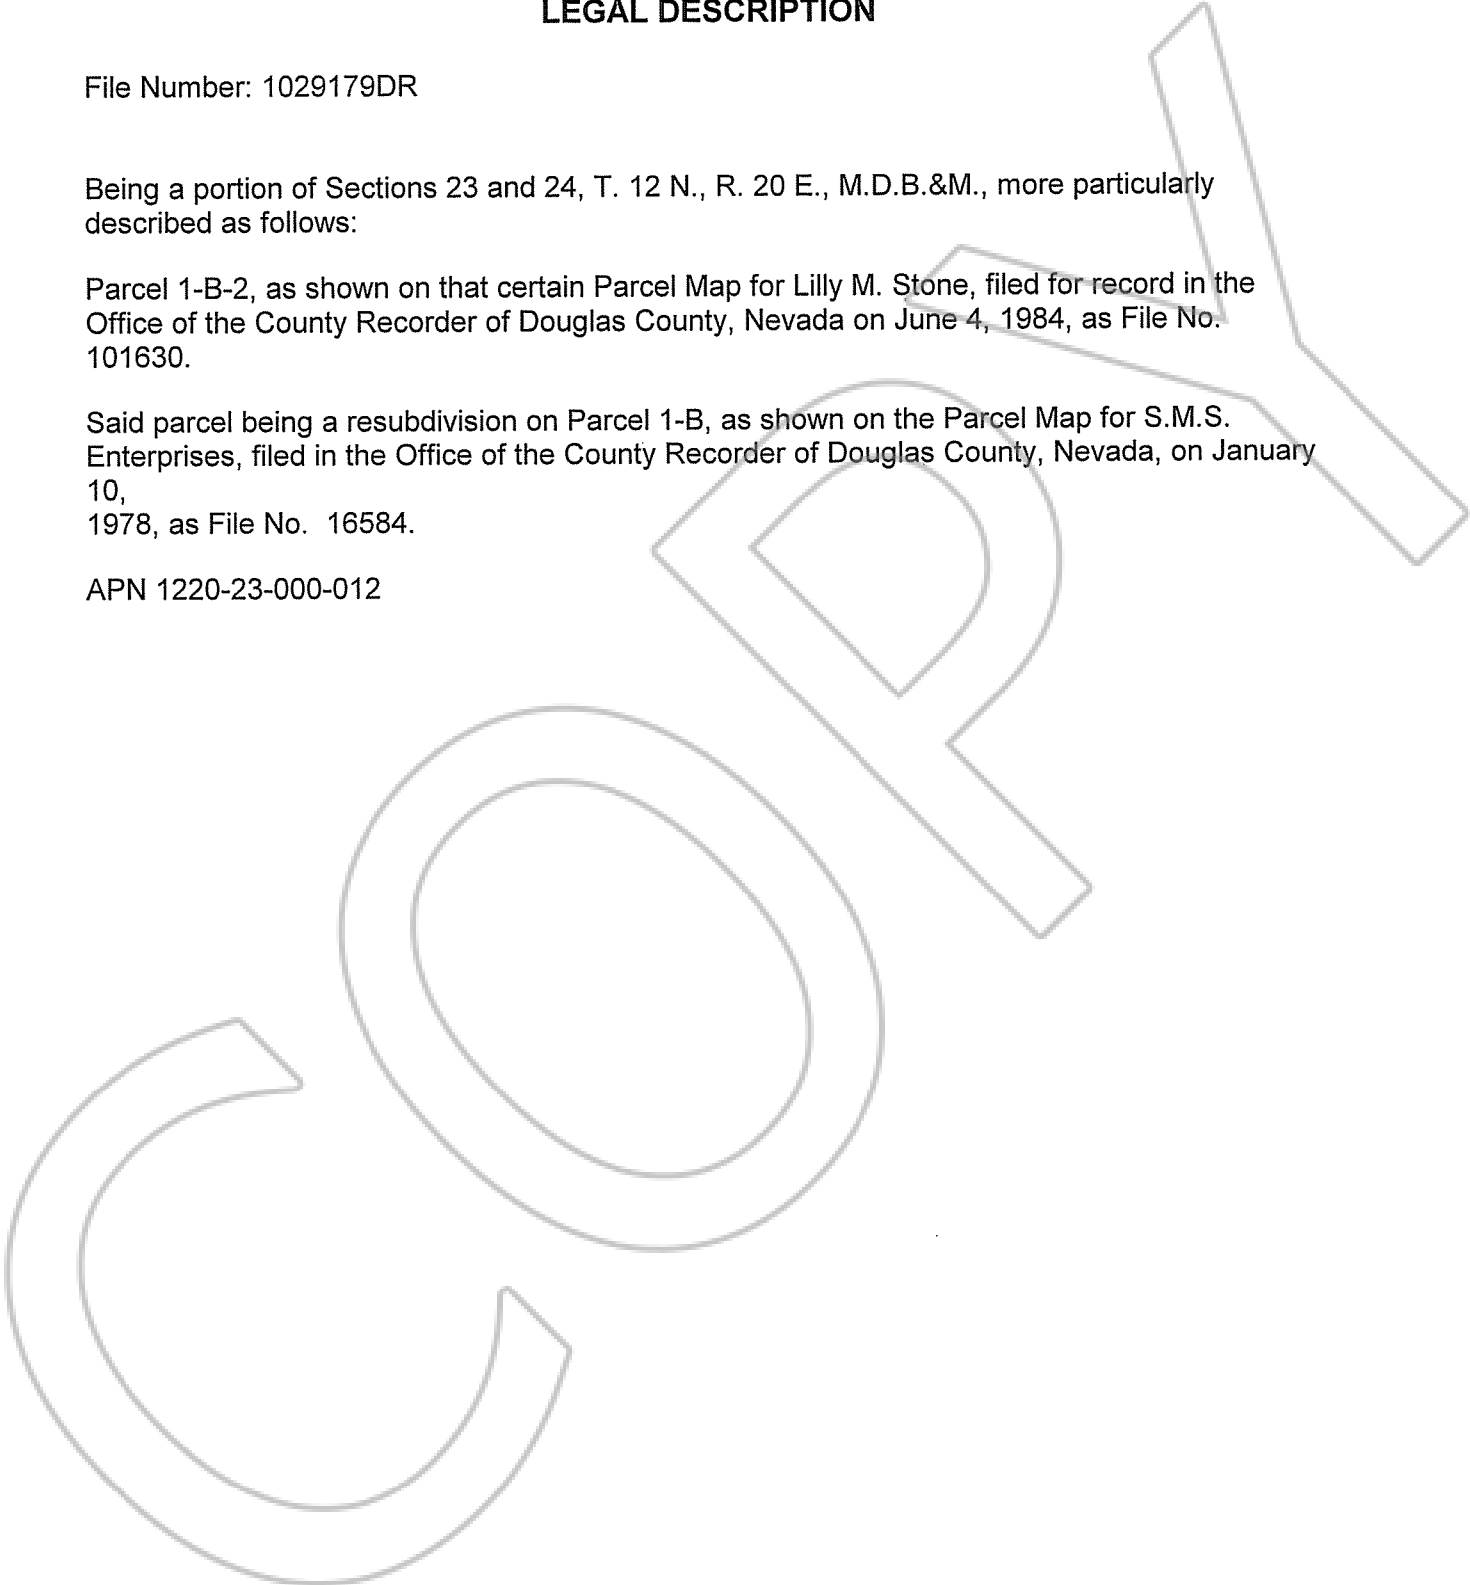 LEGAL DESCRIPTION
File Number: 1029179DR
Being a portion of Sections 23 and 24, T. 12 N., R. 20 E., M.D.B.&M., more particularly
described as follows:
Parcel 1-B-2, as shown on that certain Parcel Map for Lilly M. Stone, filed for record in the
Office of the County Recorder of Douglas County, Nevada on June 4, 1984, as File No.
101630.
Said parcel being a resubdivision on Parcel 1-B, as shown on the Parcel Map for S.M.S.
Enterprises, filed in the Office of the County Recorder of Douglas County, Nevada, on January
10,
1978, as File No. 16584.
APN 1220-23-000-012
COPY